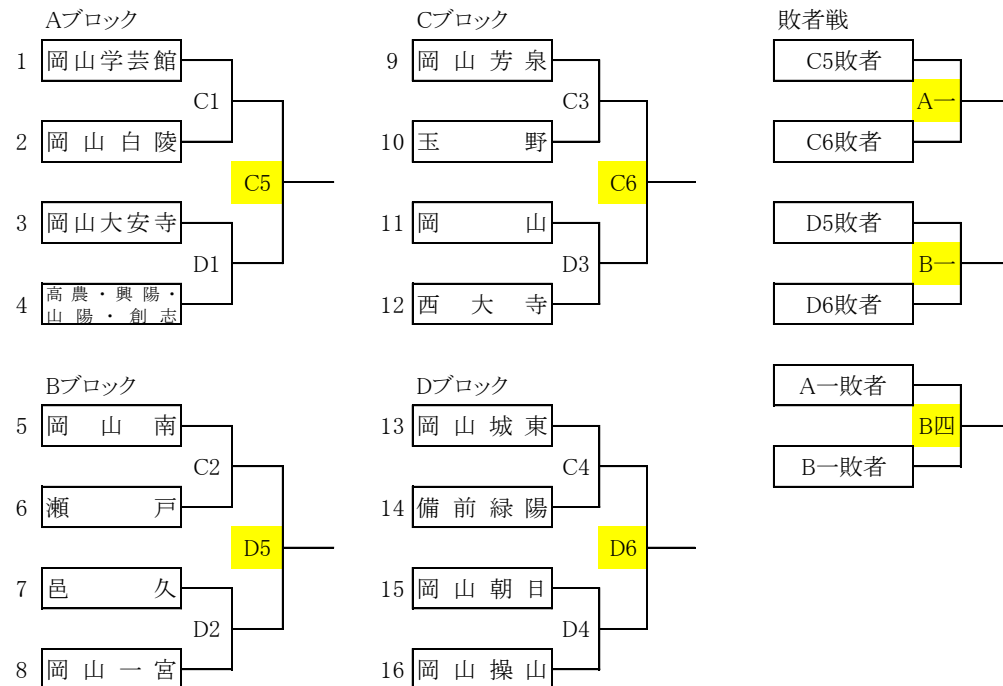 Aブロック
1 岡山学芸館
C1
2 岡山白陵
C5
3 岡山大安寺
D1
4 高農・興陽・
山陽・創志
Bブロック
5 岡山南
C2
6 瀬戸
D5
7 邑久
D2
8 岡山一宮
Cブロック
9 岡山芳泉
C3
10 玉野
C6
11 岡山
D3
12 西大寺
Dブロック
13 岡山城東
C4
14 備前緑陽
D6
15 岡山朝日
D4
16 岡山操山
敗者戦
C5敗者
A一
C6敗者
D5敗者
B一
D6敗者
A一敗者
B四
B一敗者